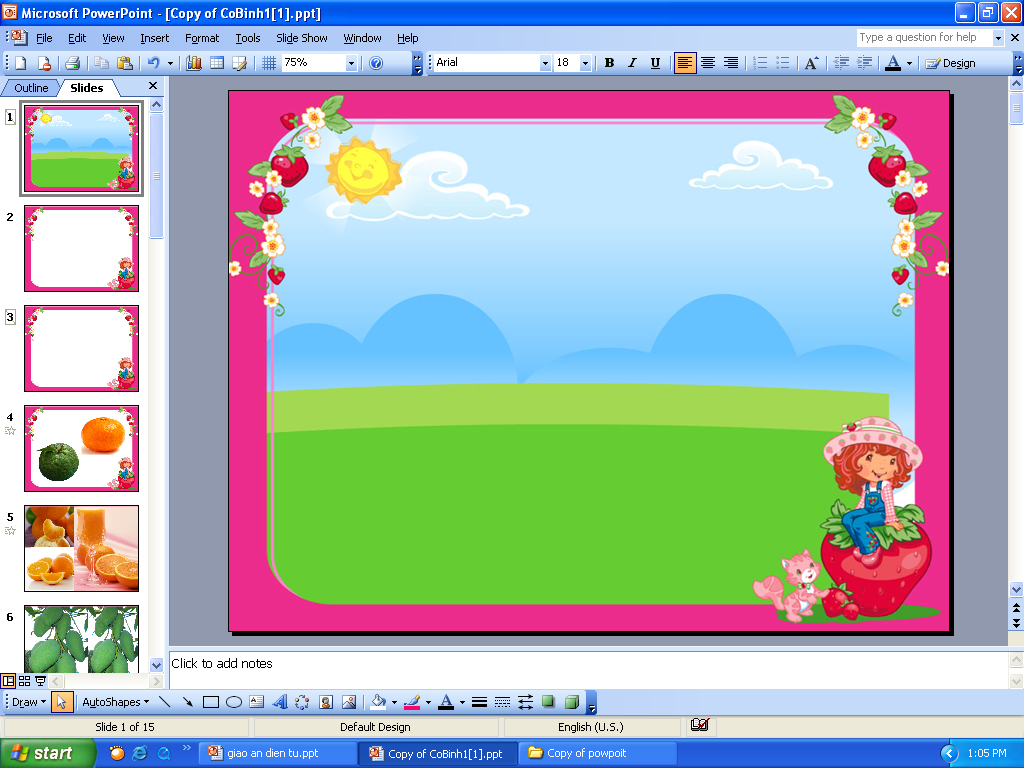 Microsoft PowerPoint - [Copy of CoBinh1[1].ppt]
File Edit View Insert Format Tools Slide Show Window Help Type a question for help
75% Arial 18 B I U A A Design
Outline Slides
1
2
3
4
5
6
Click to add notes
Draw AutoShapes A A
Slide 1 of 15 Default Design English (U.S.)
start giao an dien tu.ppt Copy of CoBinh1[1].ppt Copy of powpoit 1:05 PM